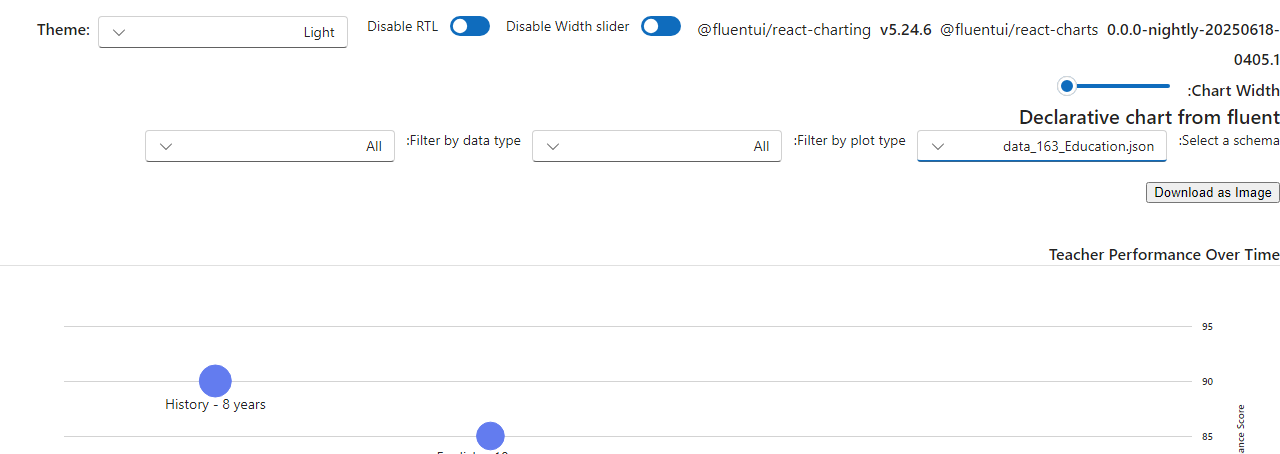 Theme: Light Disable RTL Disable Width slider @fluentui/react-charting v5.24.6 @fluentui/react-charts 0.0.0-nightly-20250618-
0405.1
:Chart Width
Declarative chart from fluent
:Select a schema data_163_Education.json :Filter by plot type All :Filter by data type All
Download as Image
Teacher Performance Over Time
95
90
History - 8 years
85
ance Score